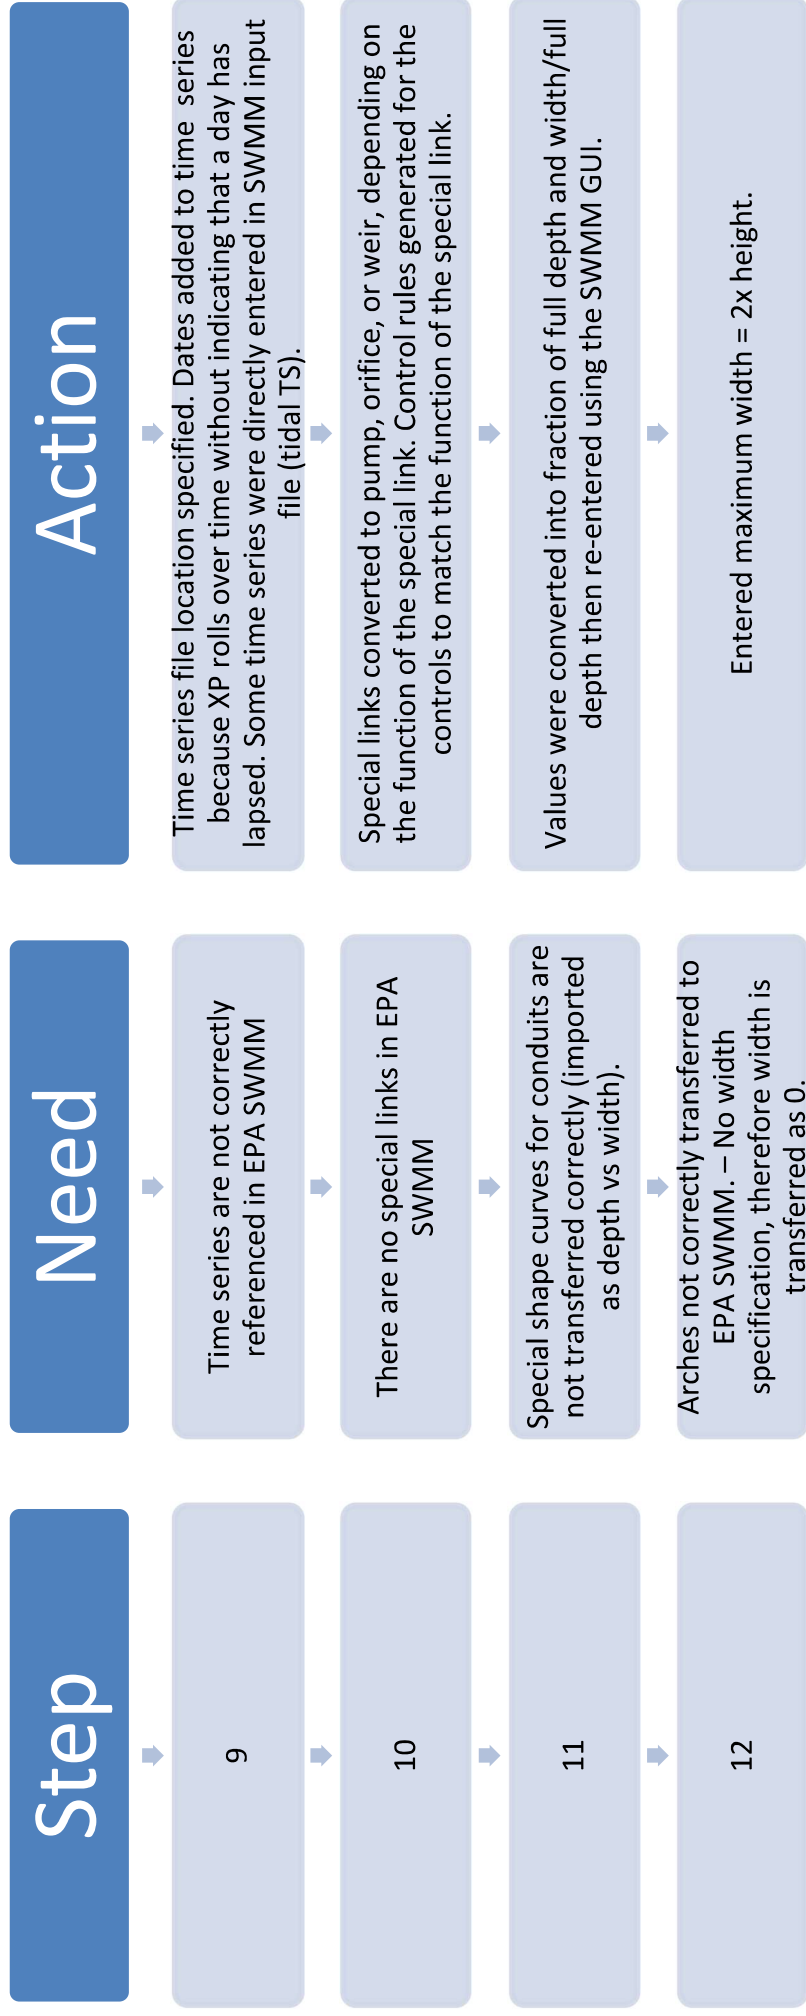 Step
Need
Action
9
Time series are not correctly
referenced in EPA SWMM
Time series file location specified. Dates added to time  series
because XP rolls over time without indicating that a day has
lapsed. Some time series were directly entered in SWMM input
file (tidal TS).
10
There are no special links in EPA
SWMM
Special links converted to pump, orifice, or weir, depending on
the function of the special link. Control rules generated for the
controls to match the function of the special link.
11
Special shape curves for conduits are
not transferred correctly (imported
as depth vs width).
Values were converted into fraction of full depth and width/full
depth then re-entered using the SWMM GUI.
12
Arches not correctly transferred to
EPA SWMM. – No width
specification, therefore width is
transferred as 0.
Entered maximum width = 2x height.